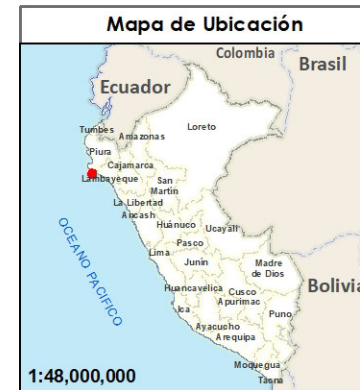 Mapa de Ubicación
Colombia
Brasil
Ecuador
Tumbes
Amazonas
Loreto
Piura
Cajamarca
Lambayeque
San
Martin
La Libertad
Ancash
Huánuco
Ucayali
Pasco
Lima
Junín
Madre
de Dios
Huancavelica
Cusco
Apurimac
Bolivia
Ica
Puno
Ayacucho
Arequipa
Moquegua
Tacna
OCEANO PACIFICO
1:48,000,000